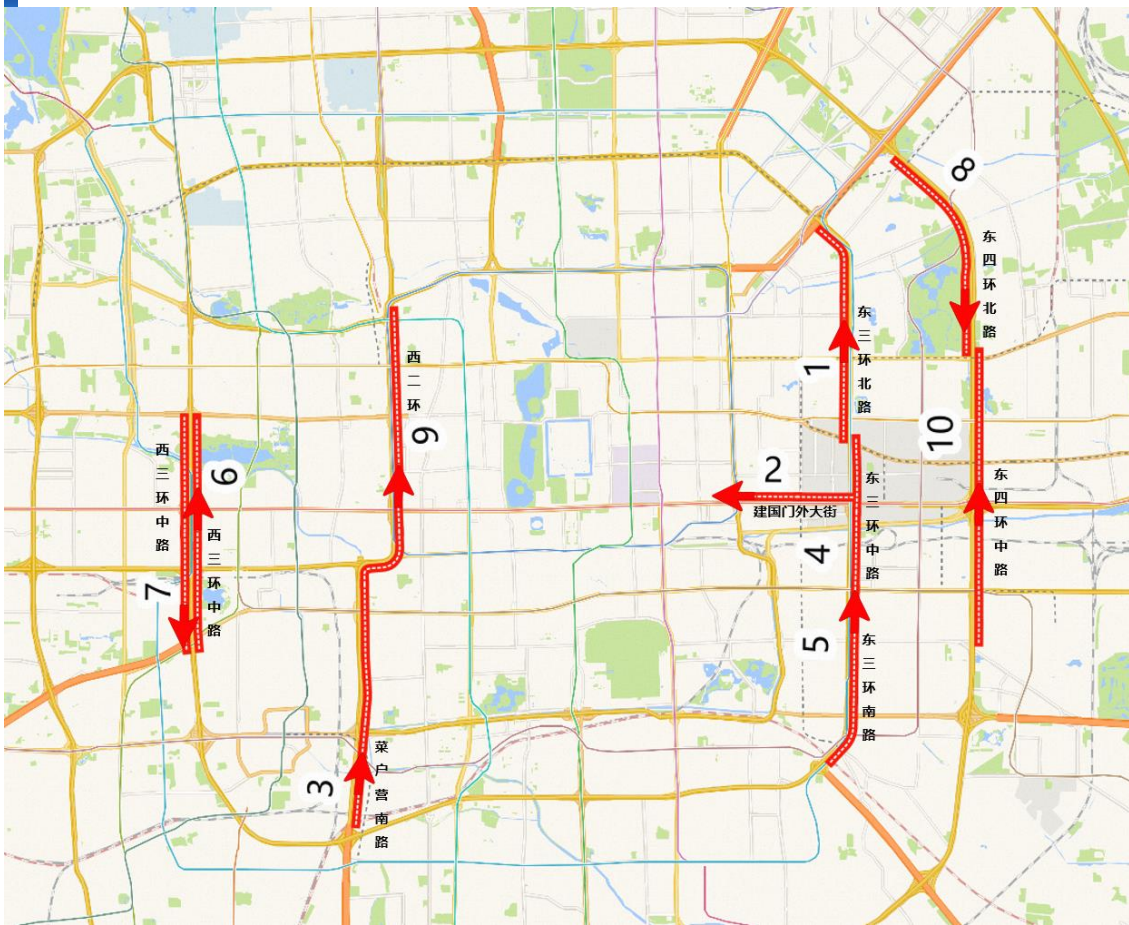 8
东四环北路
东三环北路
1
西二环
9
10
西三环中路
6
2
建国门外大街
东三环中路
东四环中路
西三环中路
4
7
5
东三环南路
菜户营南路
3